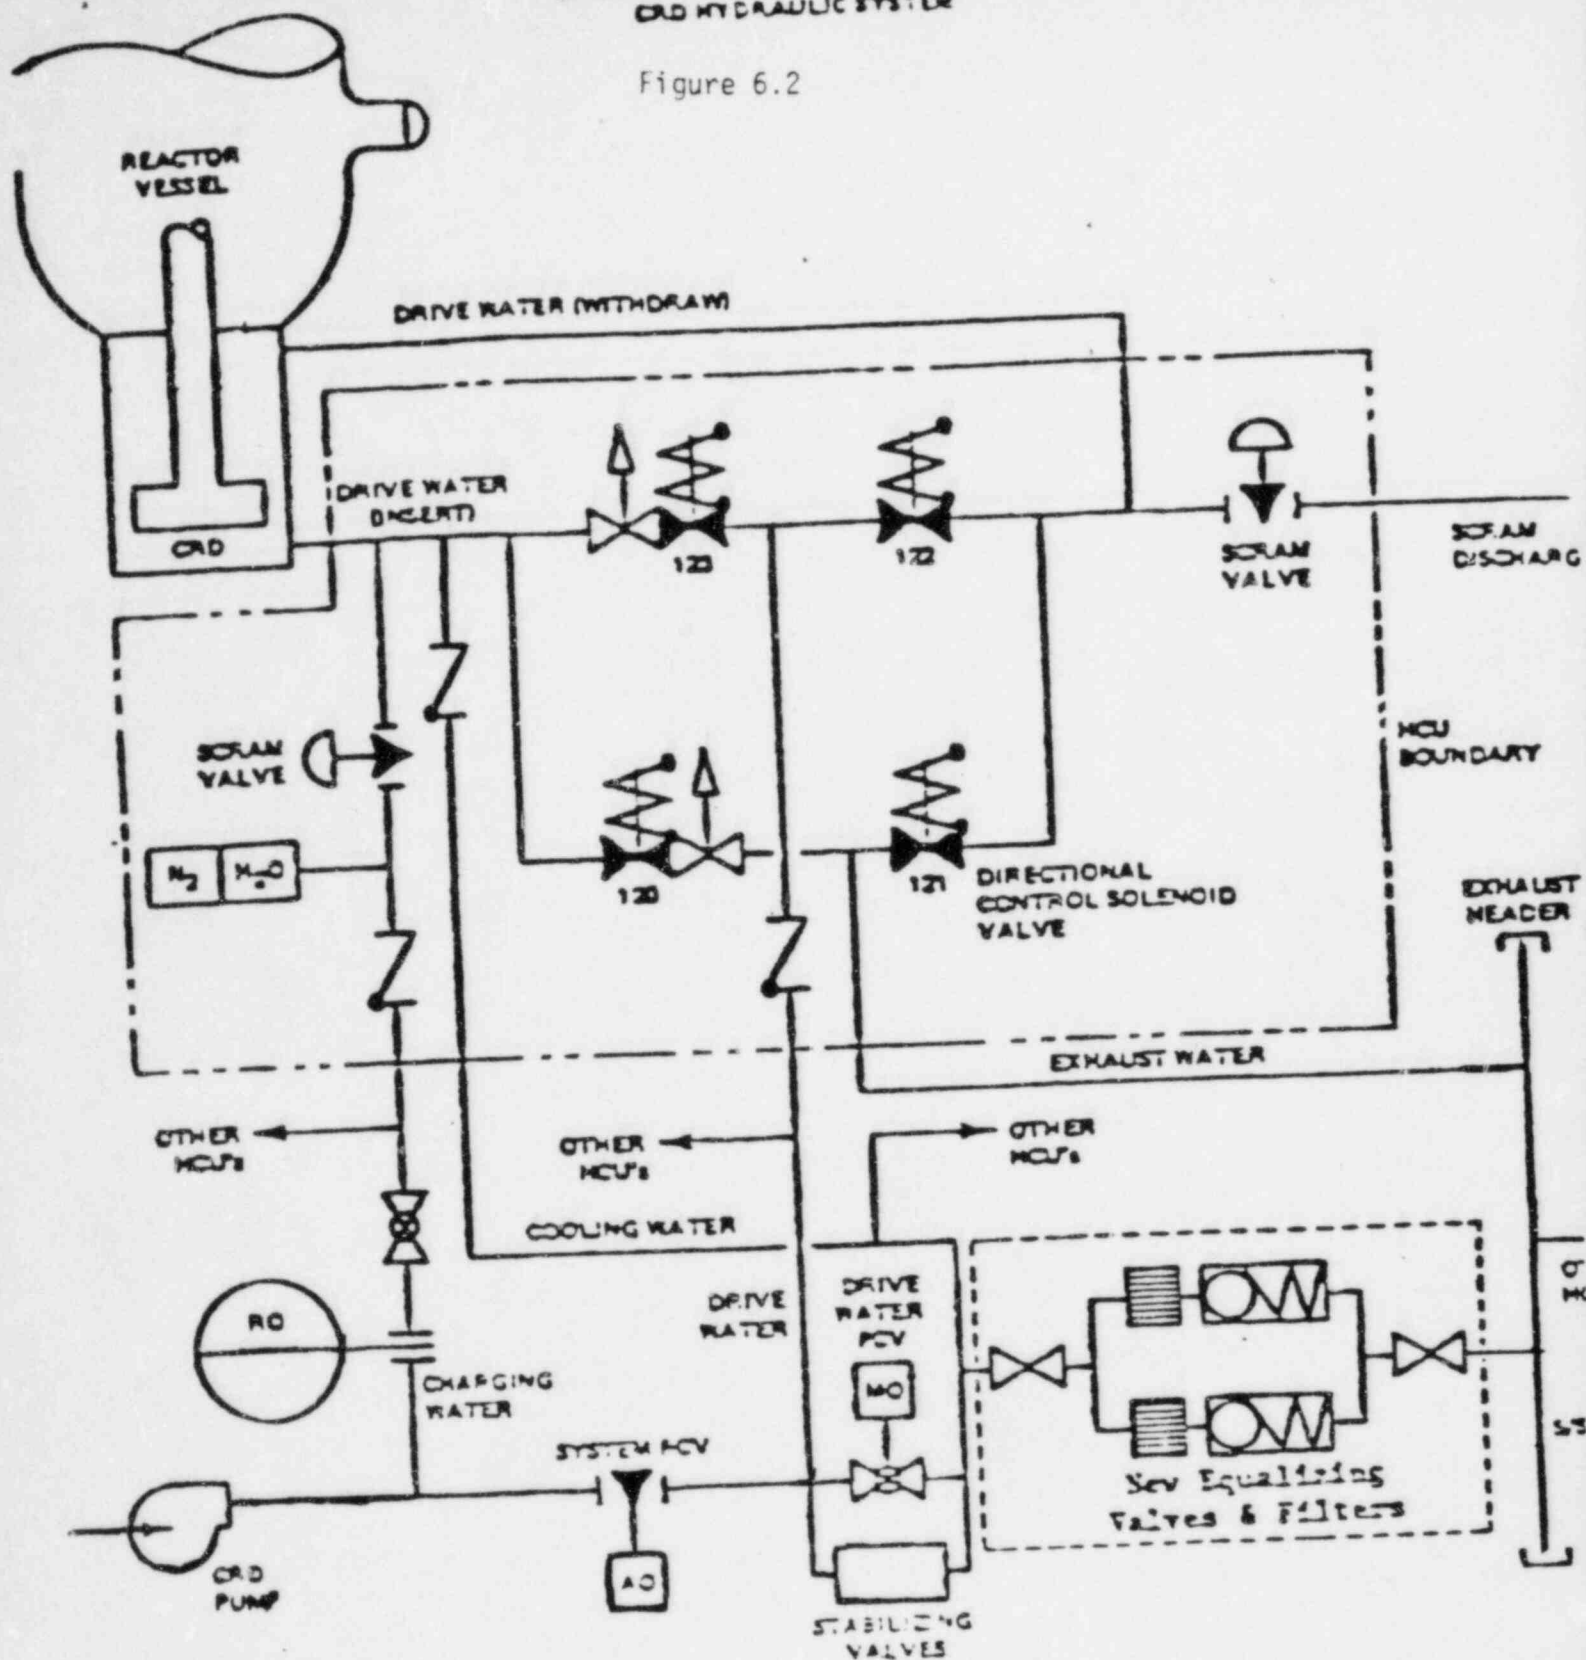 CRD HYDRAULIC SYSTEM
Figure 6.2
REACTOR
VESSEL
DRIVE WATER (WITHDRAW)
DRIVE WATER
(INSERT)
CRD
123
122
SCRAM
VALVE
SCRAM
DISCHARG
SCRAM
VALVE
HCU
BOUNDARY
N2
H2O
120
121
DIRECTIONAL
CONTROL SOLENOID
VALVE
EXHAUST
HEADER
EXHAUST WATER
OTHER
HCU's
OTHER
HCU's
OTHER
HCU's
COOLING WATER
DRIVE
WATER
DRIVE
WATER
PCV
MO
RO
CHARGING
WATER
SYSTEM PCV
AO
CRD
PUMP
New Equalizing
Valves & Filters
STABILIZING
VALVES